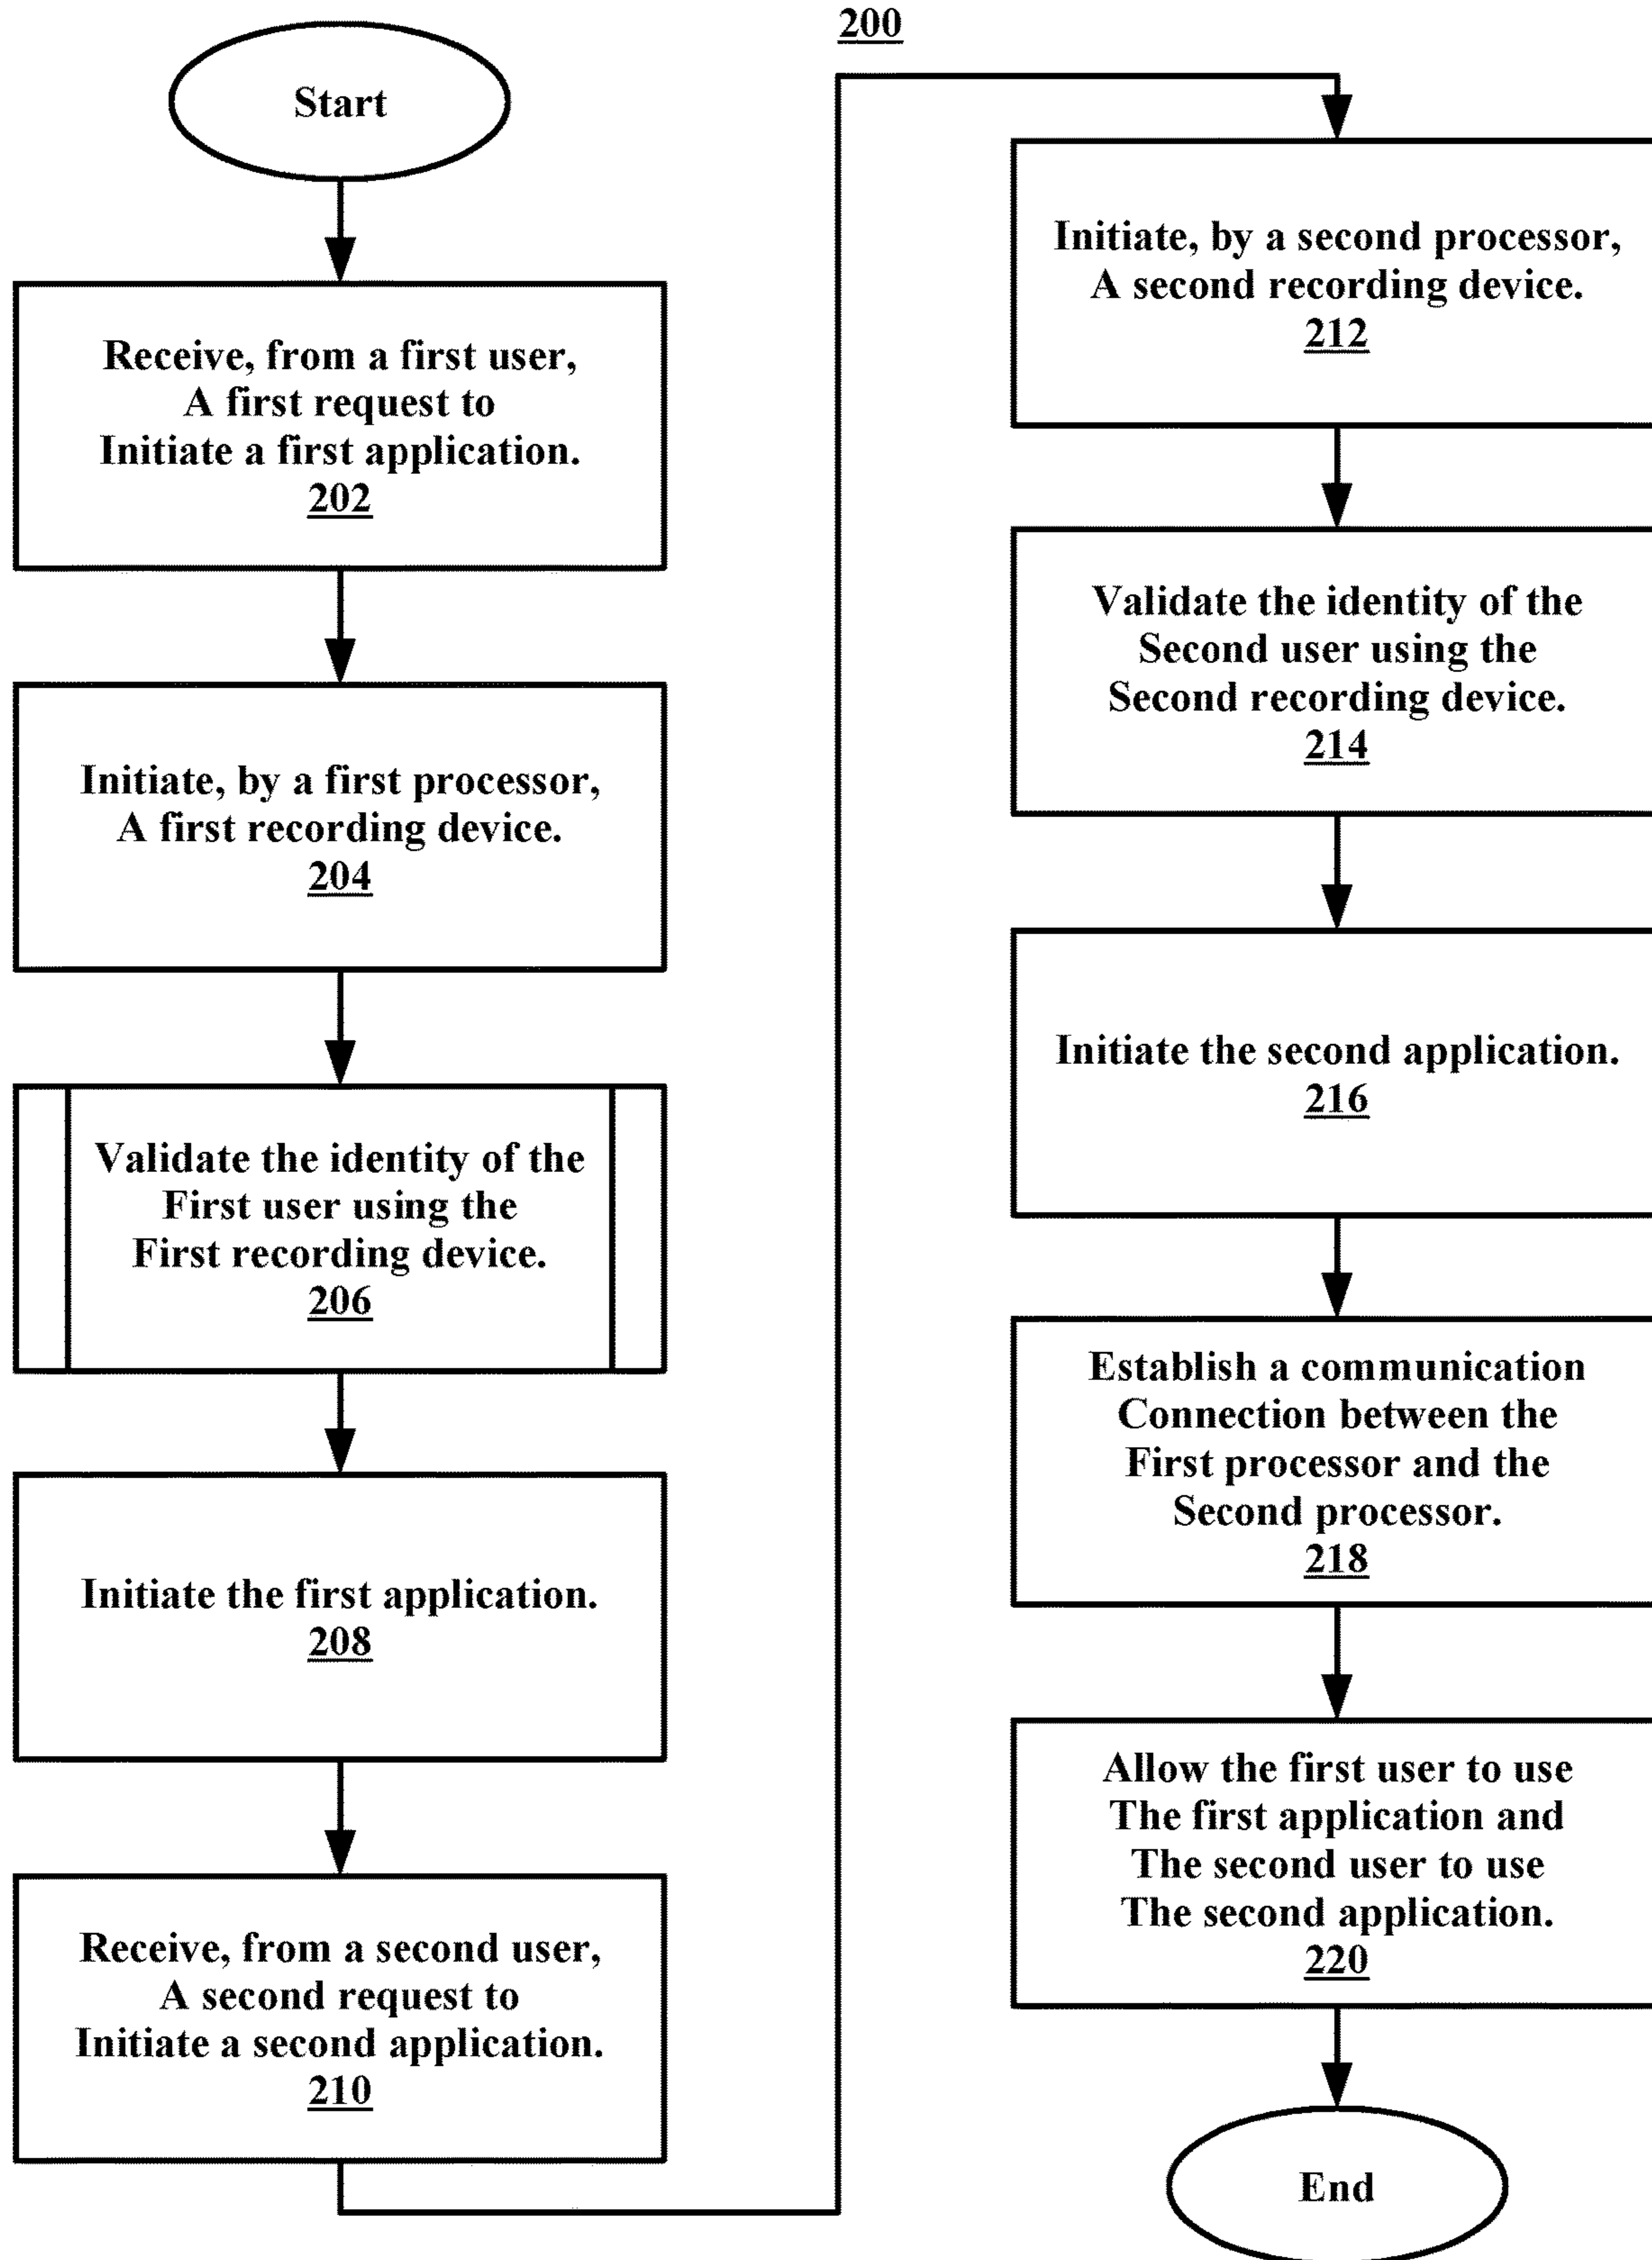 200
Start
Receive, from a first user,
A first request to
Initiate a first application.
202
Initiate, by a first processor,
A first recording device.
204
Validate the identity of the
First user using the
First recording device.
206
Initiate the first application.
208
Receive, from a second user,
A second request to
Initiate a second application.
210
Initiate, by a second processor,
A second recording device.
212
Validate the identity of the
Second user using the
Second recording device.
214
Initiate the second application.
216
Establish a communication
Connection between the
First processor and the
Second processor.
218
Allow the first user to use
The first application and
The second user to use
The second application.
220
End